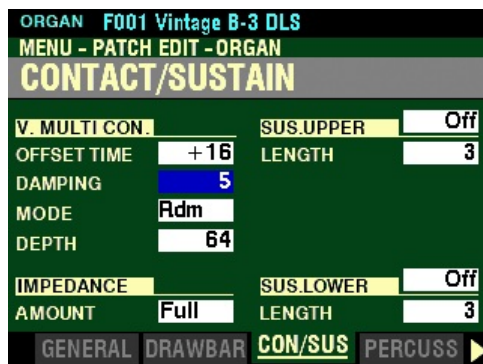 ORGAN F001 Vintage B-3 DLS
MENU - PATCH EDIT - ORGAN
CONTACT/SUSTAIN
V. MULTI CON.
OFFSET TIME +16
DAMPING 5
MODE Rdm
DEPTH 64
IMPEDANCE
AMOUNT Full
SUS.UPPER Off
LENGTH 3
SUS.LOWER Off
LENGTH 3
GENERAL DRAWBAR CON/SUS PERCUSS